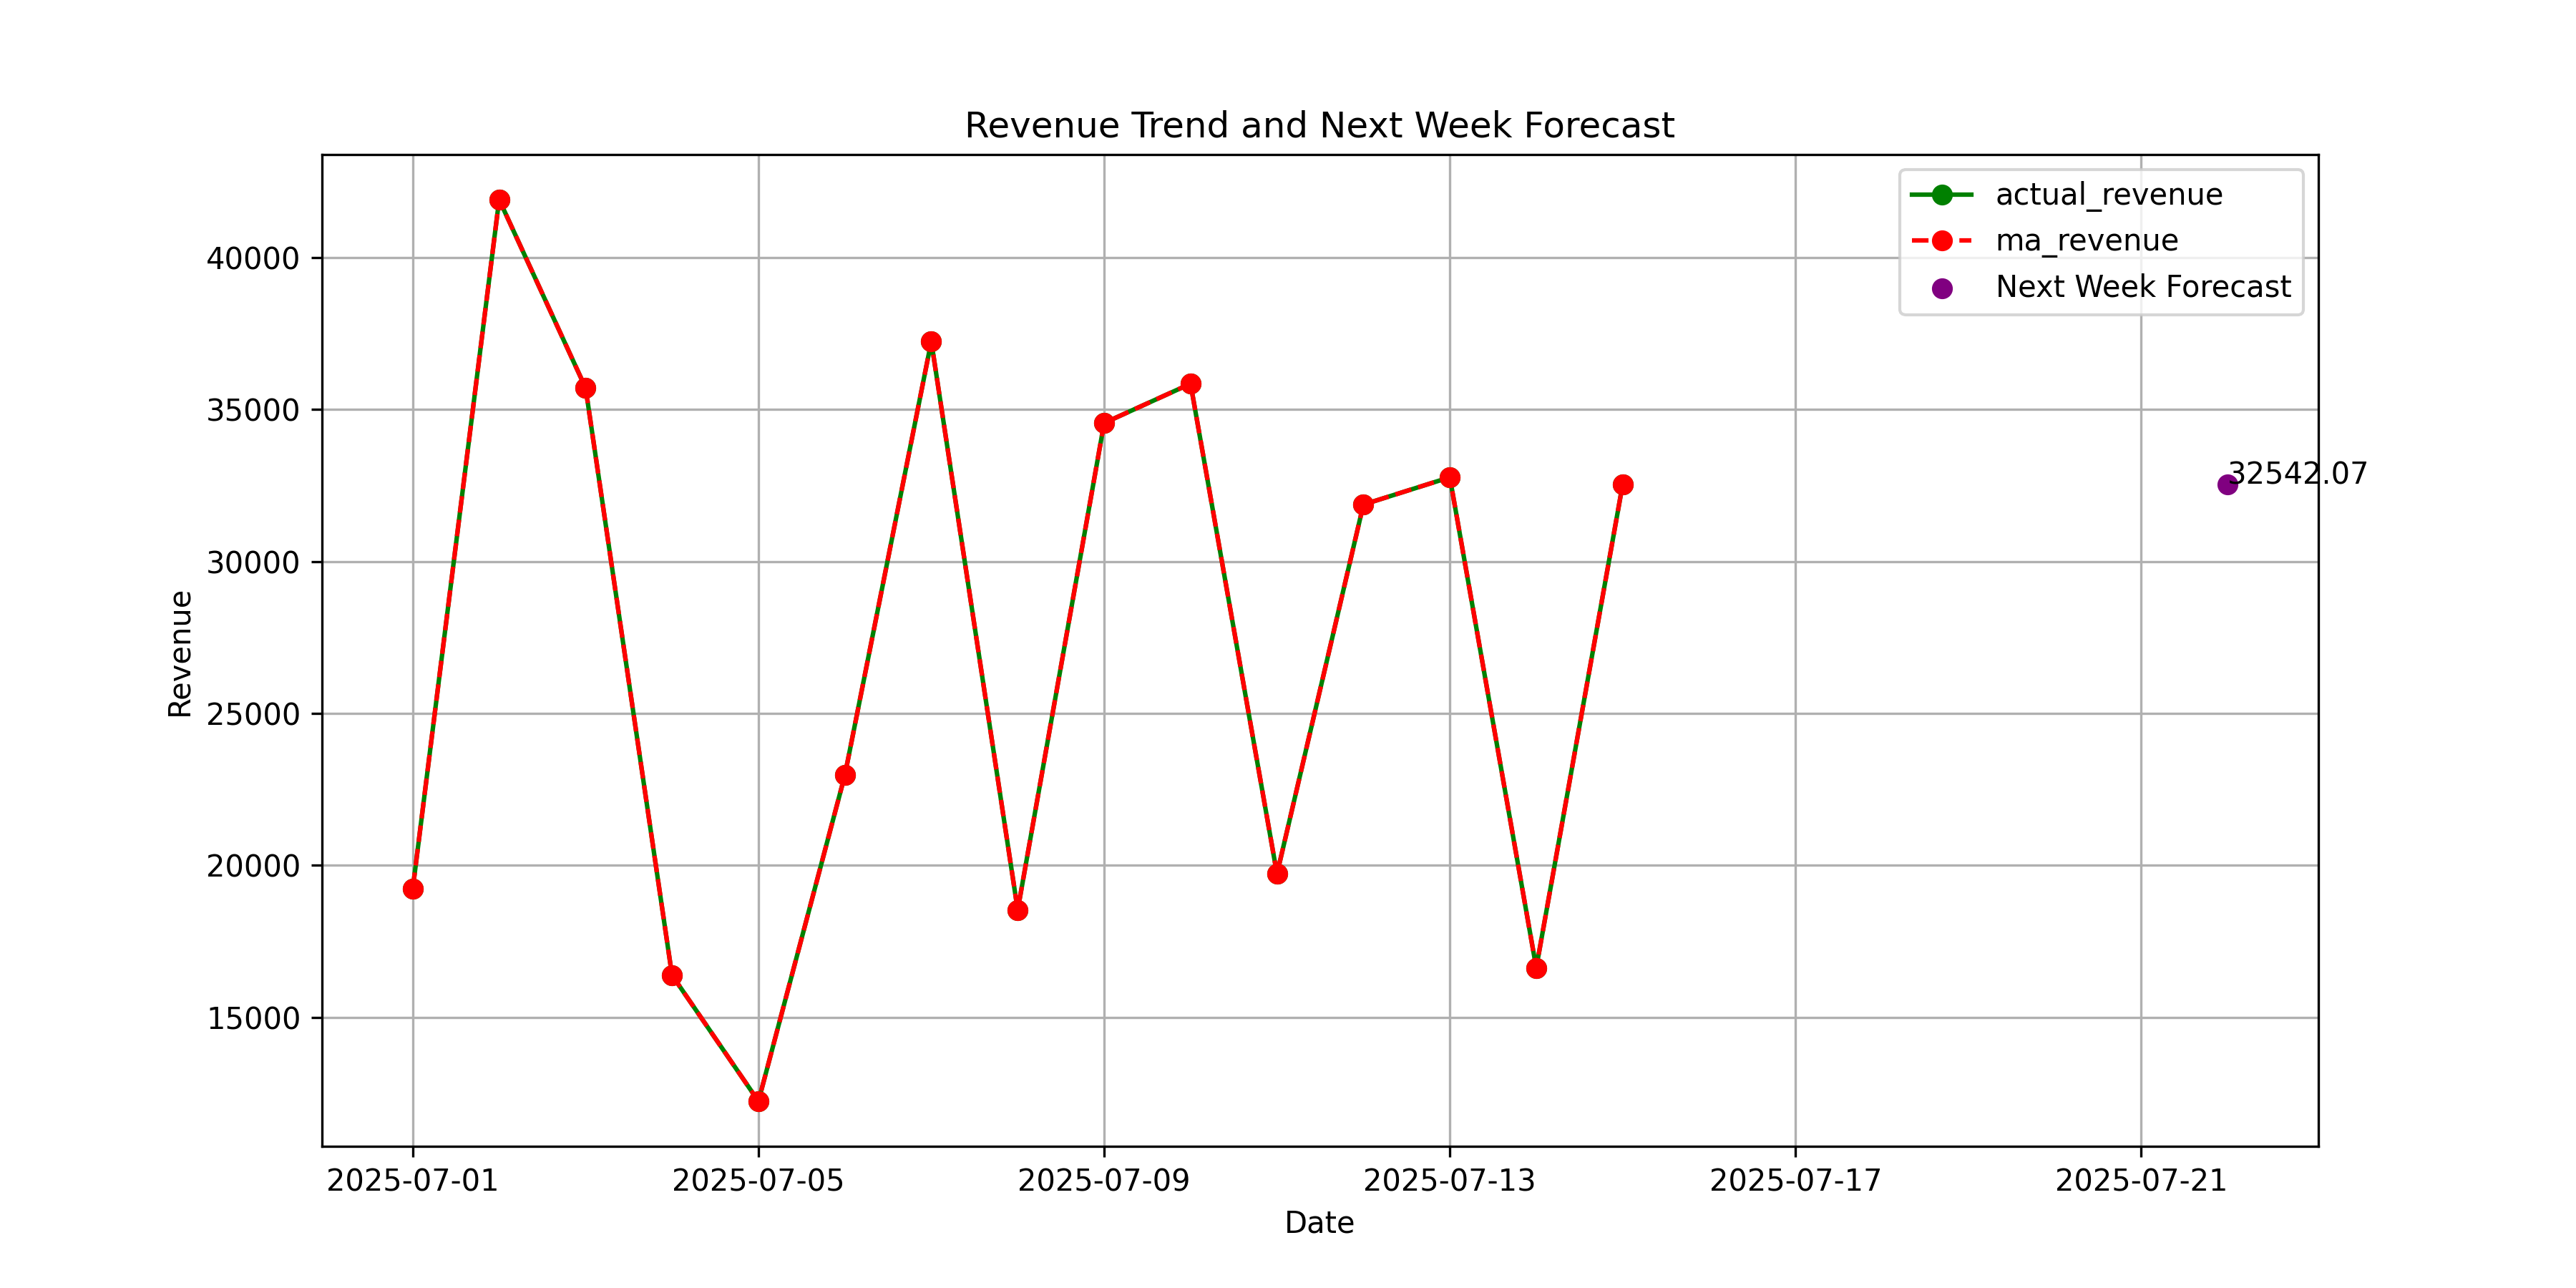 Revenue Trend and Next Week Forecast
actual_revenue
ma_revenue
Next Week Forecast
40000
35000
30000
25000
20000
15000
Revenue
32542.07
2025-07-01
2025-07-05
2025-07-09
2025-07-13
2025-07-17
2025-07-21
Date